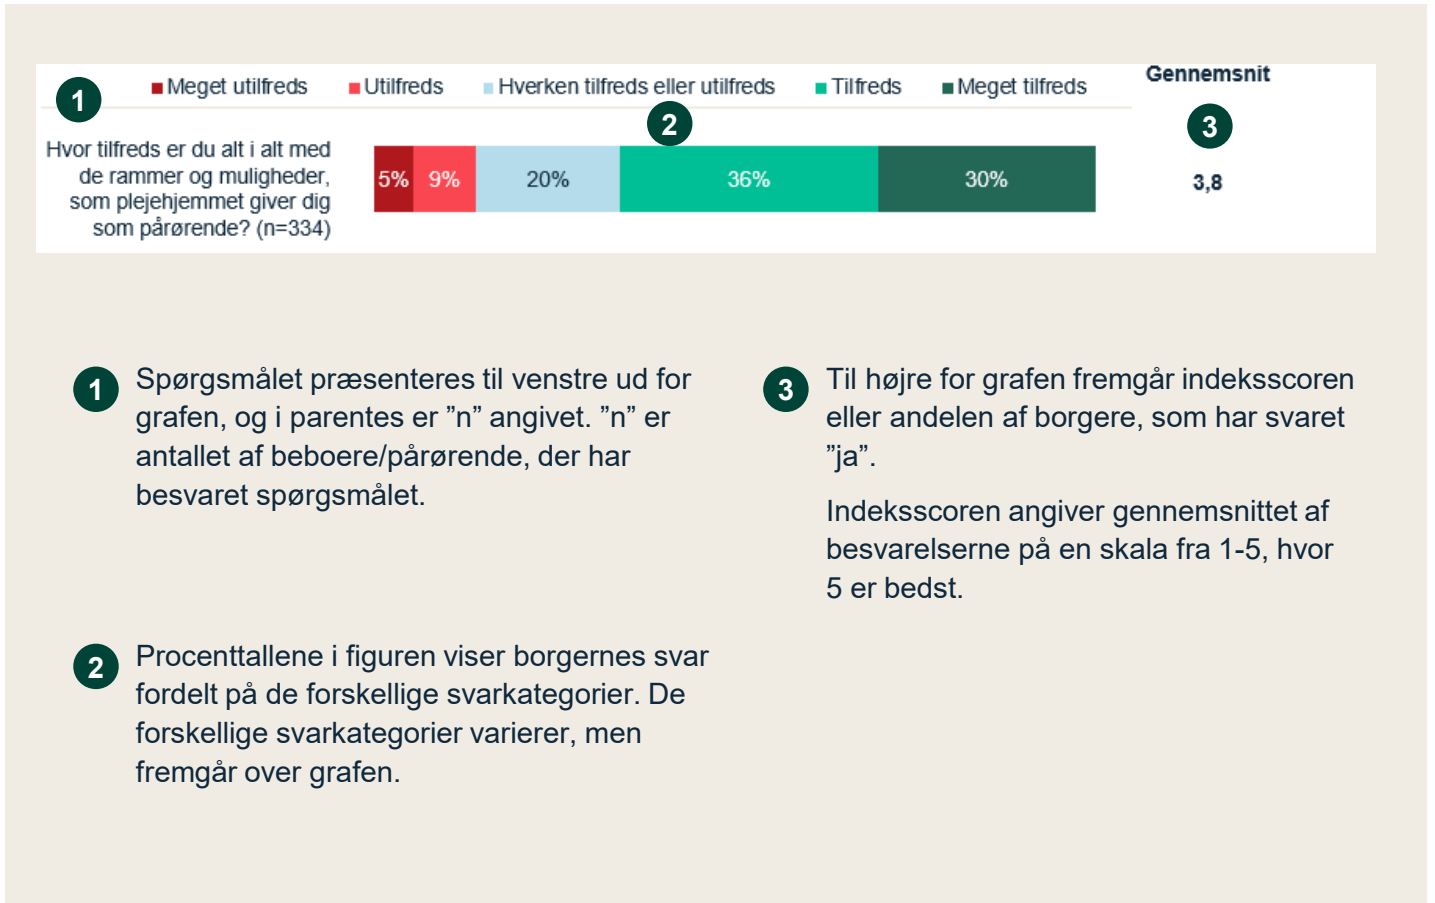 Meget utilfreds Utilfreds Hverken tilfreds eller utilfreds Tilfreds Meget tilfreds Gennemsnit
1
2
3
Hvor tilfreds er du alt i alt med
de rammer og muligheder,
som plejehjemmet giver dig
som pårørende? (n=334)
5% 9% 20% 36% 30% 3,8
1
Spørgsmålet præsenteres til venstre ud for
grafen, og i parentes er ”n” angivet. ”n” er
antallet af beboere/pårørende, der har
besvaret spørgsmålet.
2
Procenttallene i figuren viser borgernes svar
fordelt på de forskellige svarkategorier. De
forskellige svarkategorier varierer, men
fremgår over grafen.
3
Til højre for grafen fremgår indeksscoren
eller andelen af borgere, som har svaret
”ja”.
Indeksscoren angiver gennemsnittet af
besvarelserne på en skala fra 1-5, hvor
5 er bedst.